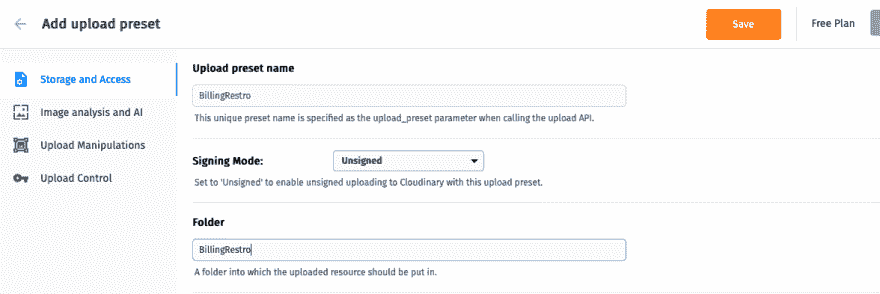 Add upload preset
Save
Free Plan
Storage and Access
Image analysis and AI
Upload Manipulations
Upload Control
Upload preset name
BillingRestro
This unique preset name is specified as the upload_preset parameter when calling the upload API.
Signing Mode:
Unsigned
Set to 'Unsigned' to enable unsigned uploading to Cloudinary with this upload preset.
Folder
BillingRestro
A folder into which the uploaded resource should be put in.